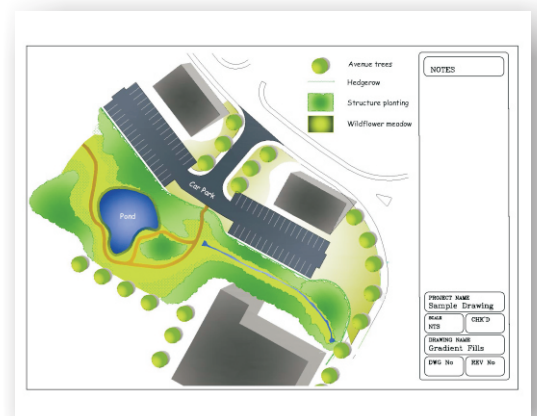 Avenue trees
Hedgerow
Structure planting
Wildflower meadow
Car Park
Pond
NOTES
PROJECT NAME
Sample Drawing
SCALE
NTS
CHK'D
DRAWING NAME
Gradient Fills
DWG No
REV No